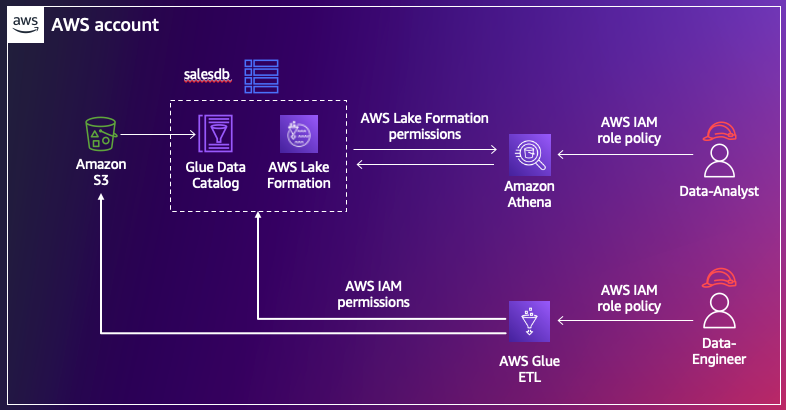 aws
AWS account
salesdb
Amazon
S3
Glue Data
Catalog
AWS Lake
Formation
AWS Lake Formation
permissions
Amazon
Athena
AWS IAM
role policy
Data-Analyst
AWS IAM
permissions
AWS Glue
ETL
AWS IAM
role policy
Data-
Engineer